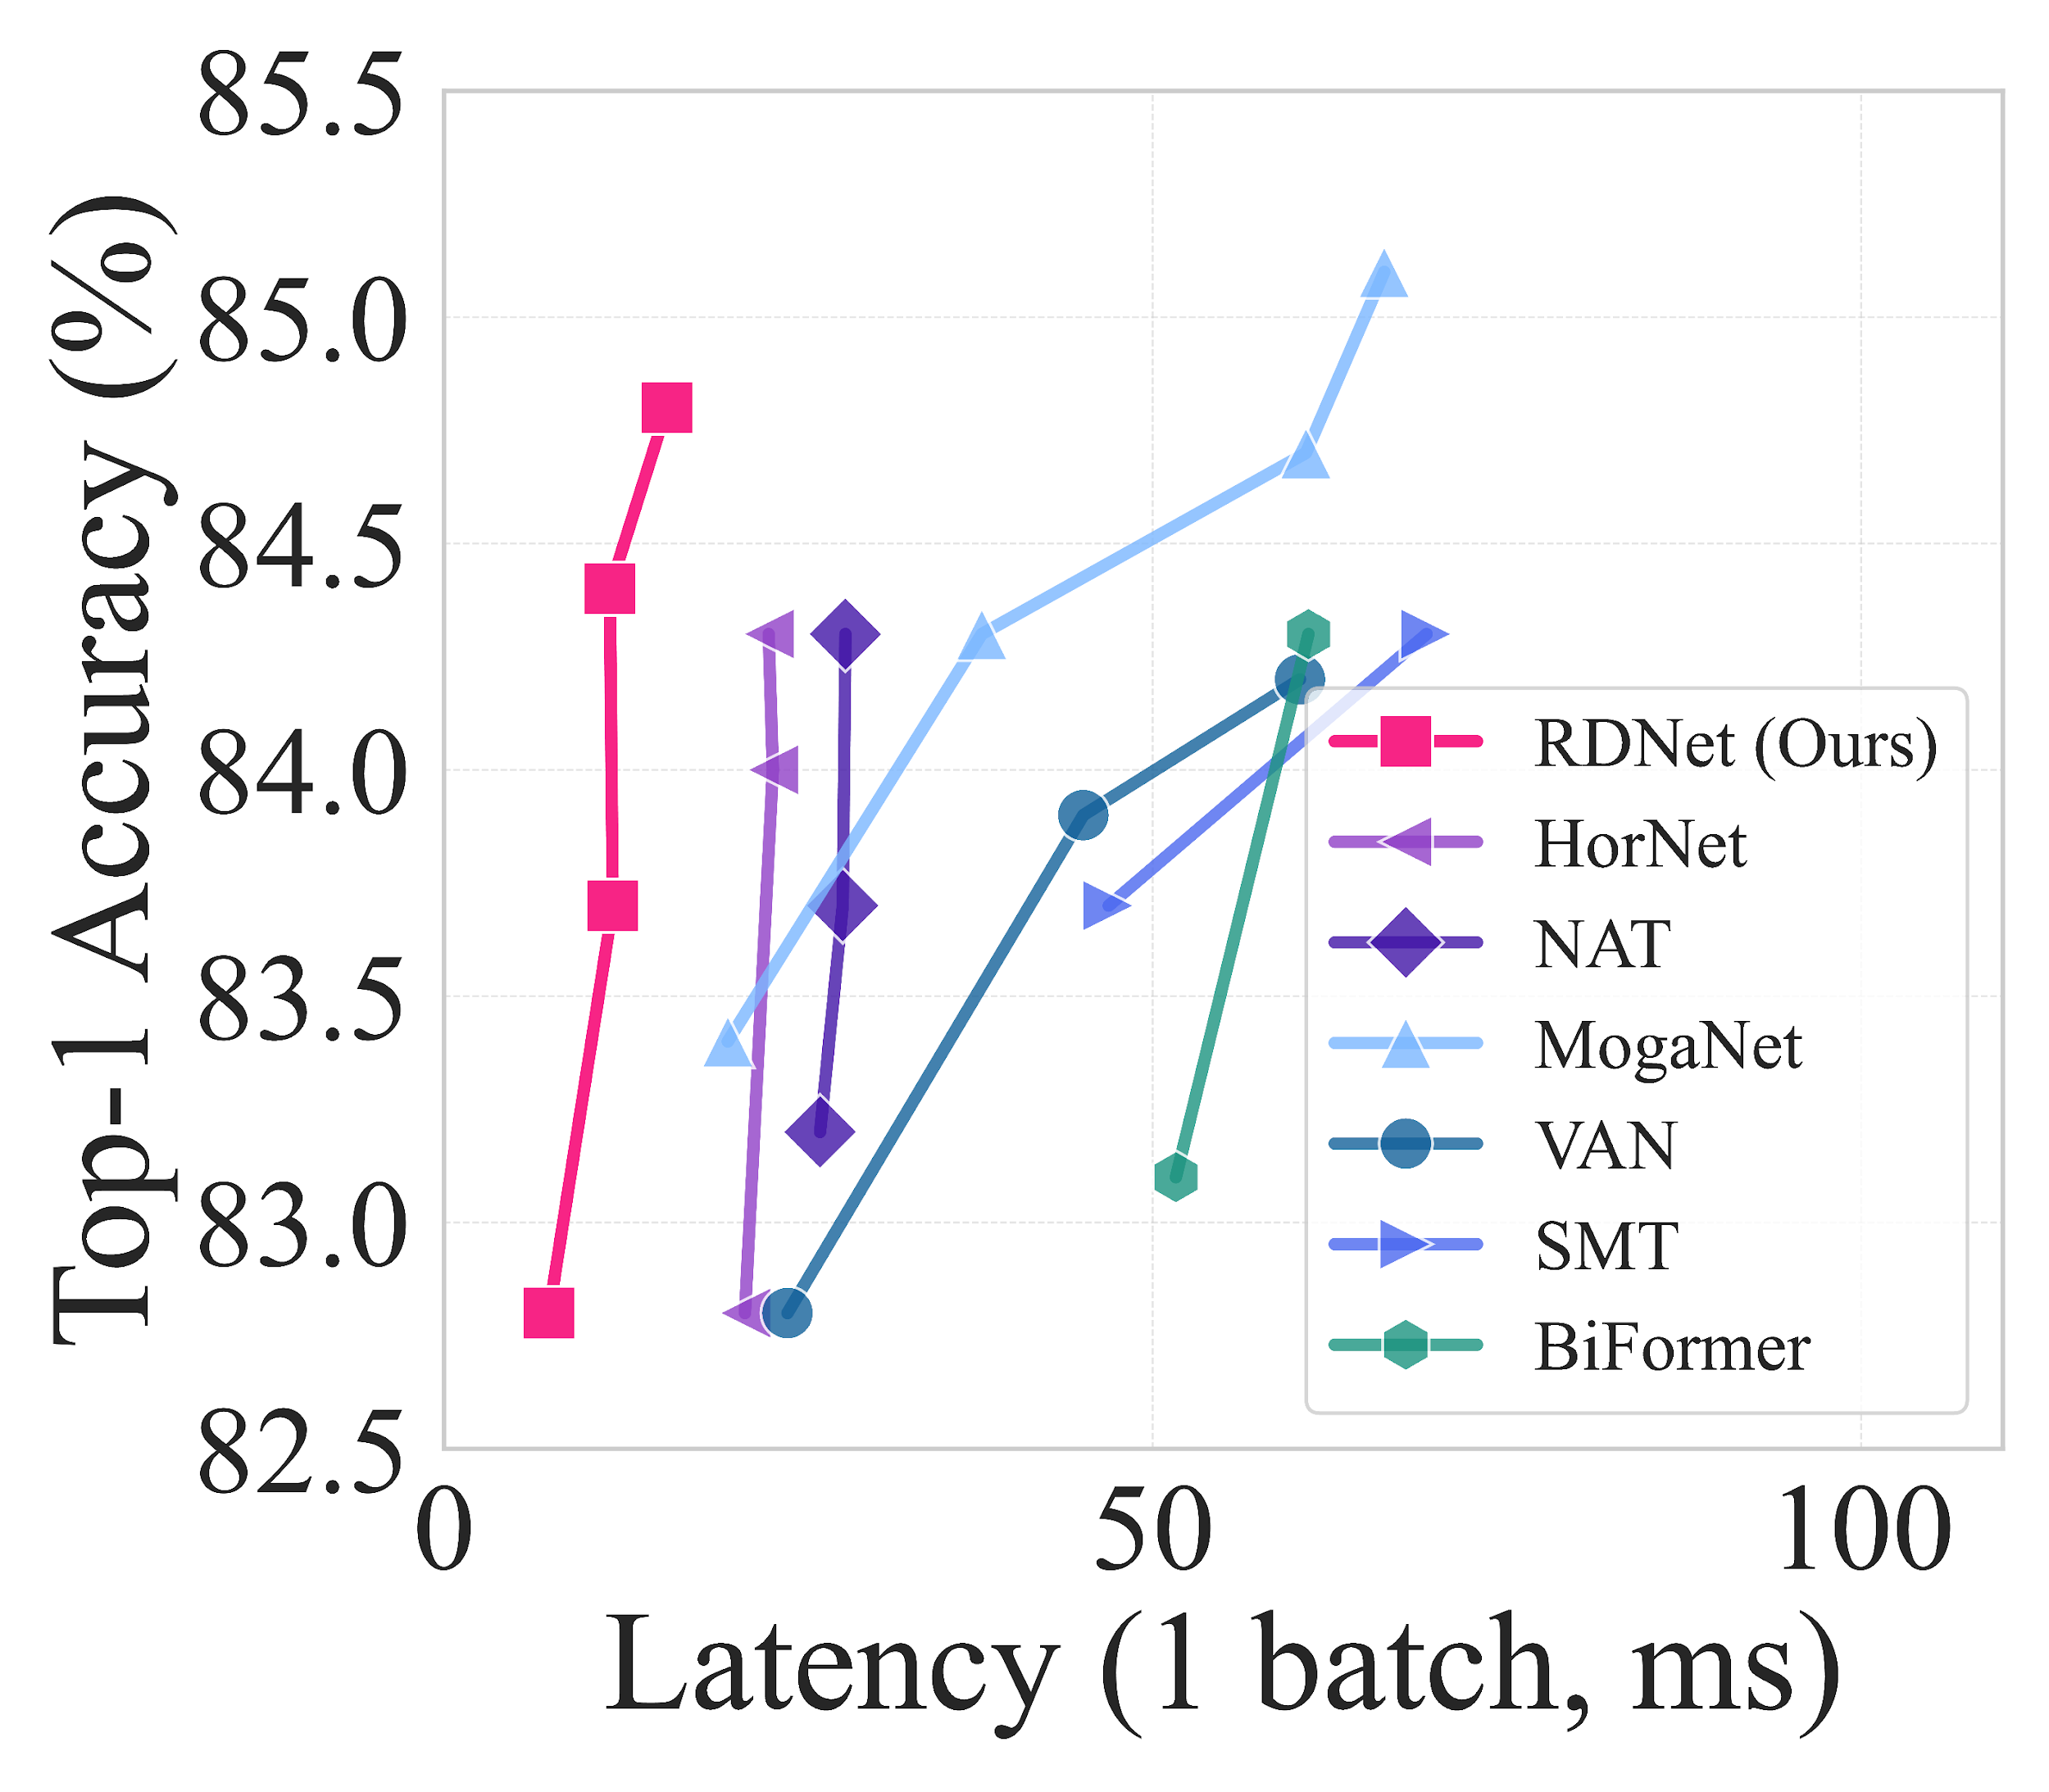 Top-1 Accuracy (%)
85.5
85.0
84.5
84.0
83.5
83.0
82.5
RDNet (Ours)
HorNet
NAT
MogaNet
VAN
SMT
BiFormer
0 50 100
Latency (1 batch, ms)